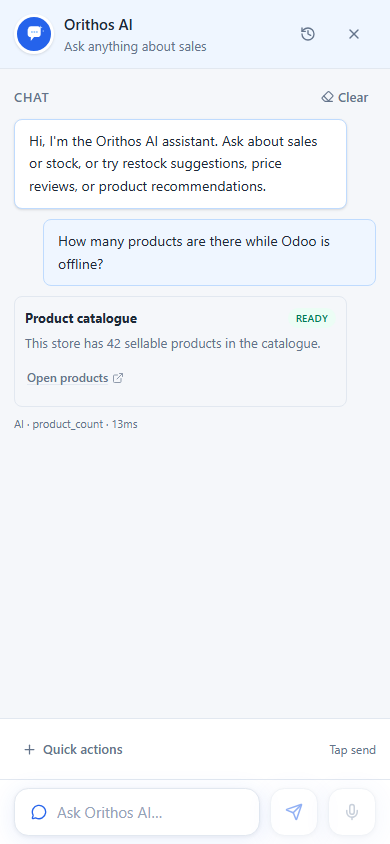 Orithos AI
Ask anything about sales
CHAT
Clear
Hi, I'm the Orithos AI assistant. Ask about sales
or stock, or try restock suggestions, price
reviews, or product recommendations.
How many products are there while Odoo is
offline?
Product catalogue
READY
This store has 42 sellable products in the catalogue.
Open products
AI · product_count · 13ms
Quick actions
Tap send
Ask Orithos AI...